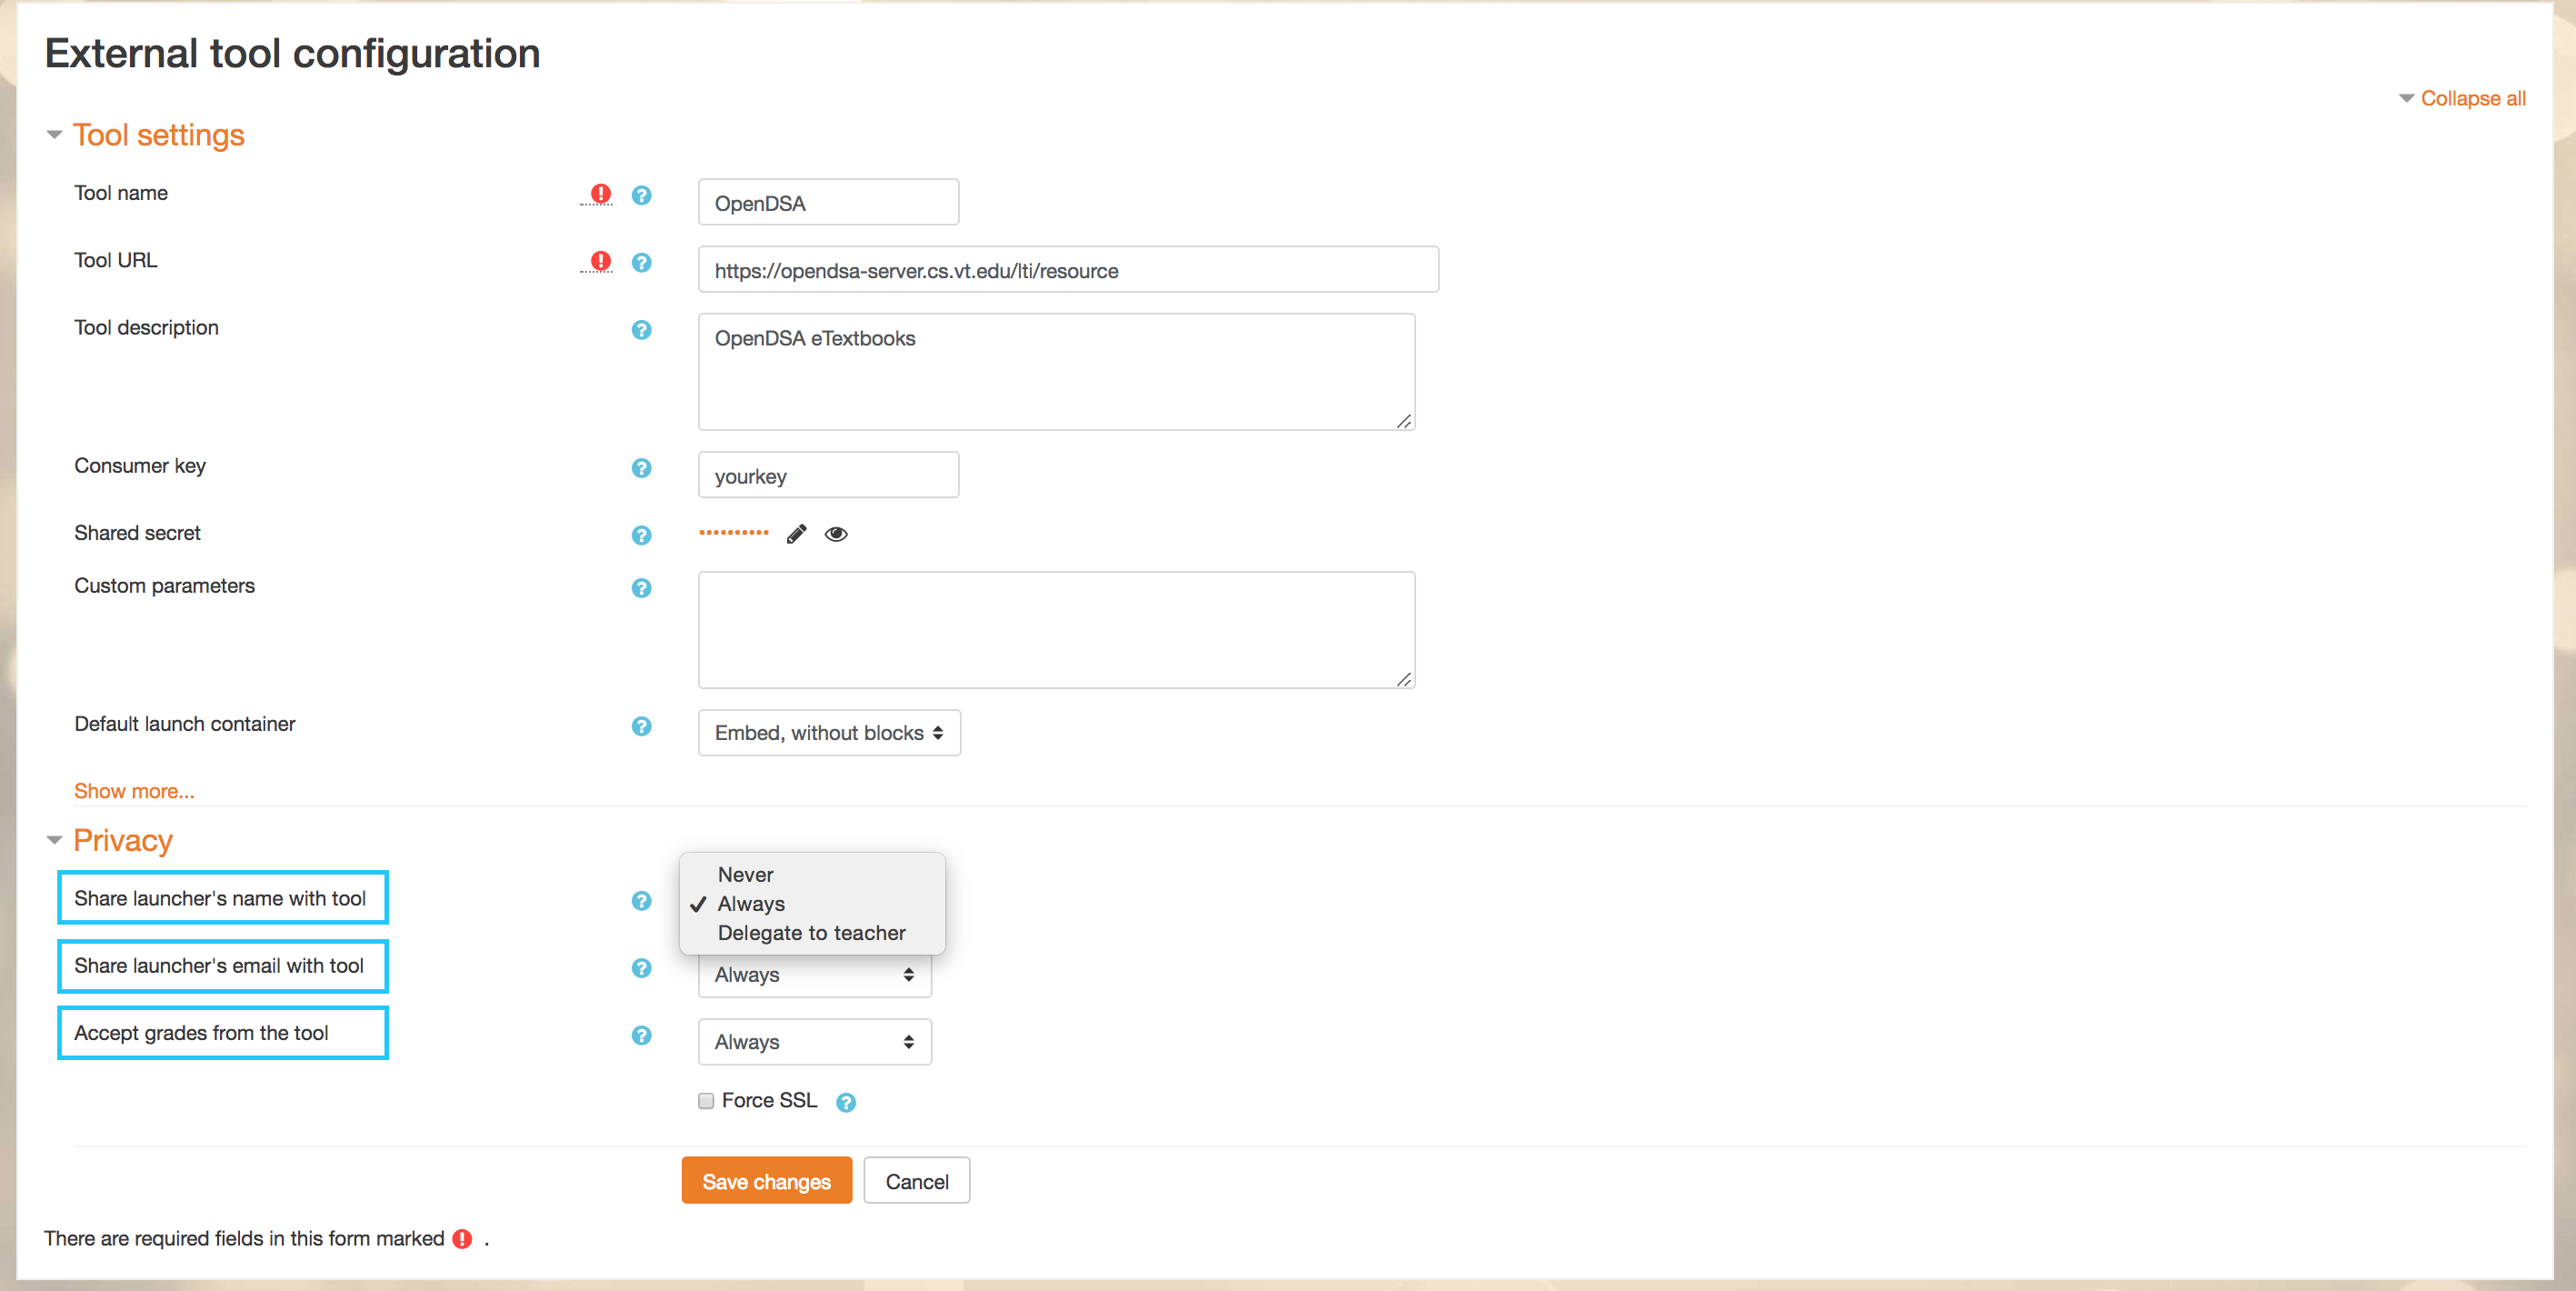 External tool configuration
Collapse all
Tool settings
Tool name
OpenDSA
Tool URL
https://opendsa-server.cs.vt.edu/lti/resource
Tool description
OpenDSA eTextbooks
Consumer key
yourkey
Shared secret
Custom parameters
Default launch container
Embed, without blocks
Show more...
Privacy
Share launcher's name with tool
Never
✓ Always
Delegate to teacher
Share launcher's email with tool
Always
Accept grades from the tool
Always
Force SSL
Save changes
Cancel
There are required fields in this form marked .